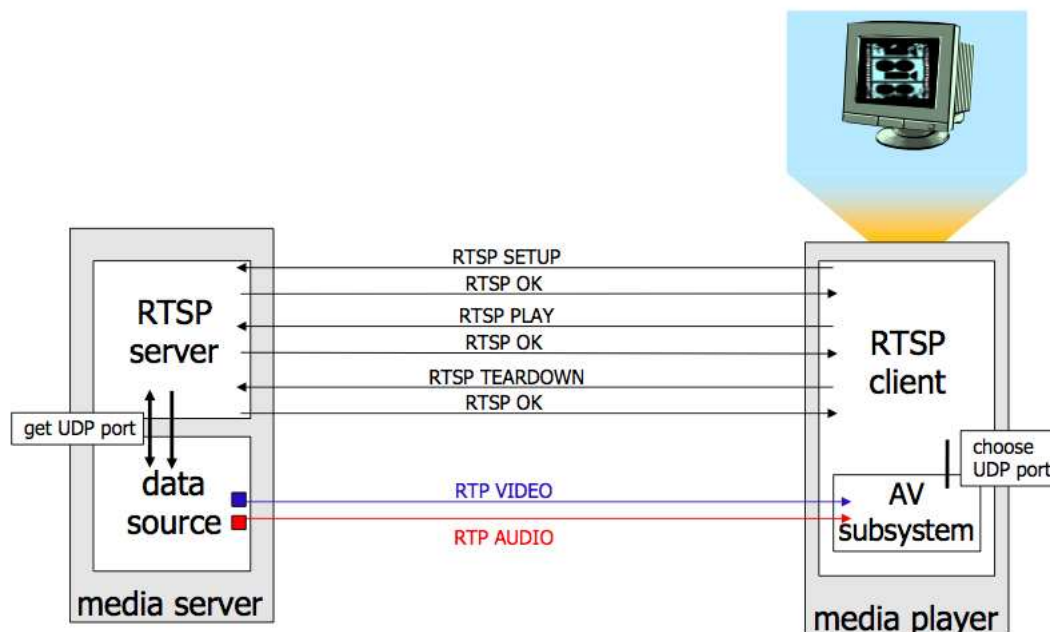 RTSP SETUP
RTSP OK
RTSP PLAY
RTSP OK
RTSP TEARDOWN
RTSP OK
RTSP
server
RTSP
client
get UDP port
choose
UDP port
data
source
RTP VIDEO
RTP AUDIO
AV
subsystem
media server
media player